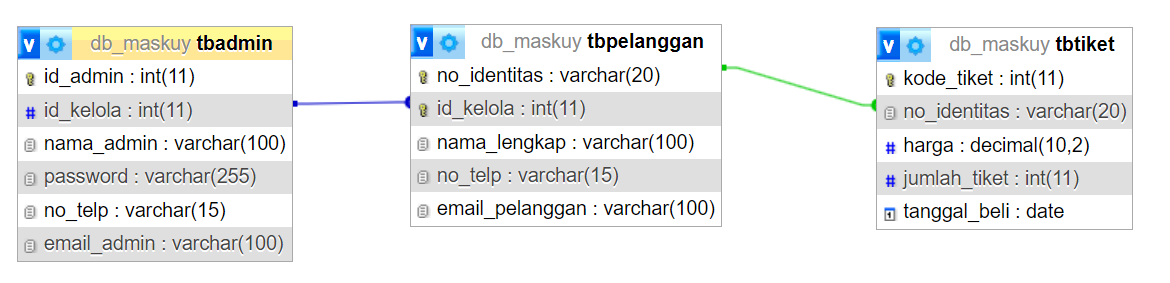 v db_maskuy tbadmin
id_admin : int(11)
# id_kelola : int(11)
nama_admin : varchar(100)
password : varchar(255)
no_telp : varchar(15)
email_admin : varchar(100)
v db_maskuy tbpelanggan
no_identitas : varchar(20)
id_kelola : int(11)
nama_lengkap : varchar(100)
no_telp : varchar(15)
email_pelanggan : varchar(100)
v db_maskuy tbtiket
kode_tiket : int(11)
no_identitas : varchar(20)
# harga : decimal(10,2)
# jumlah_tiket : int(11)
1 tanggal_beli : date